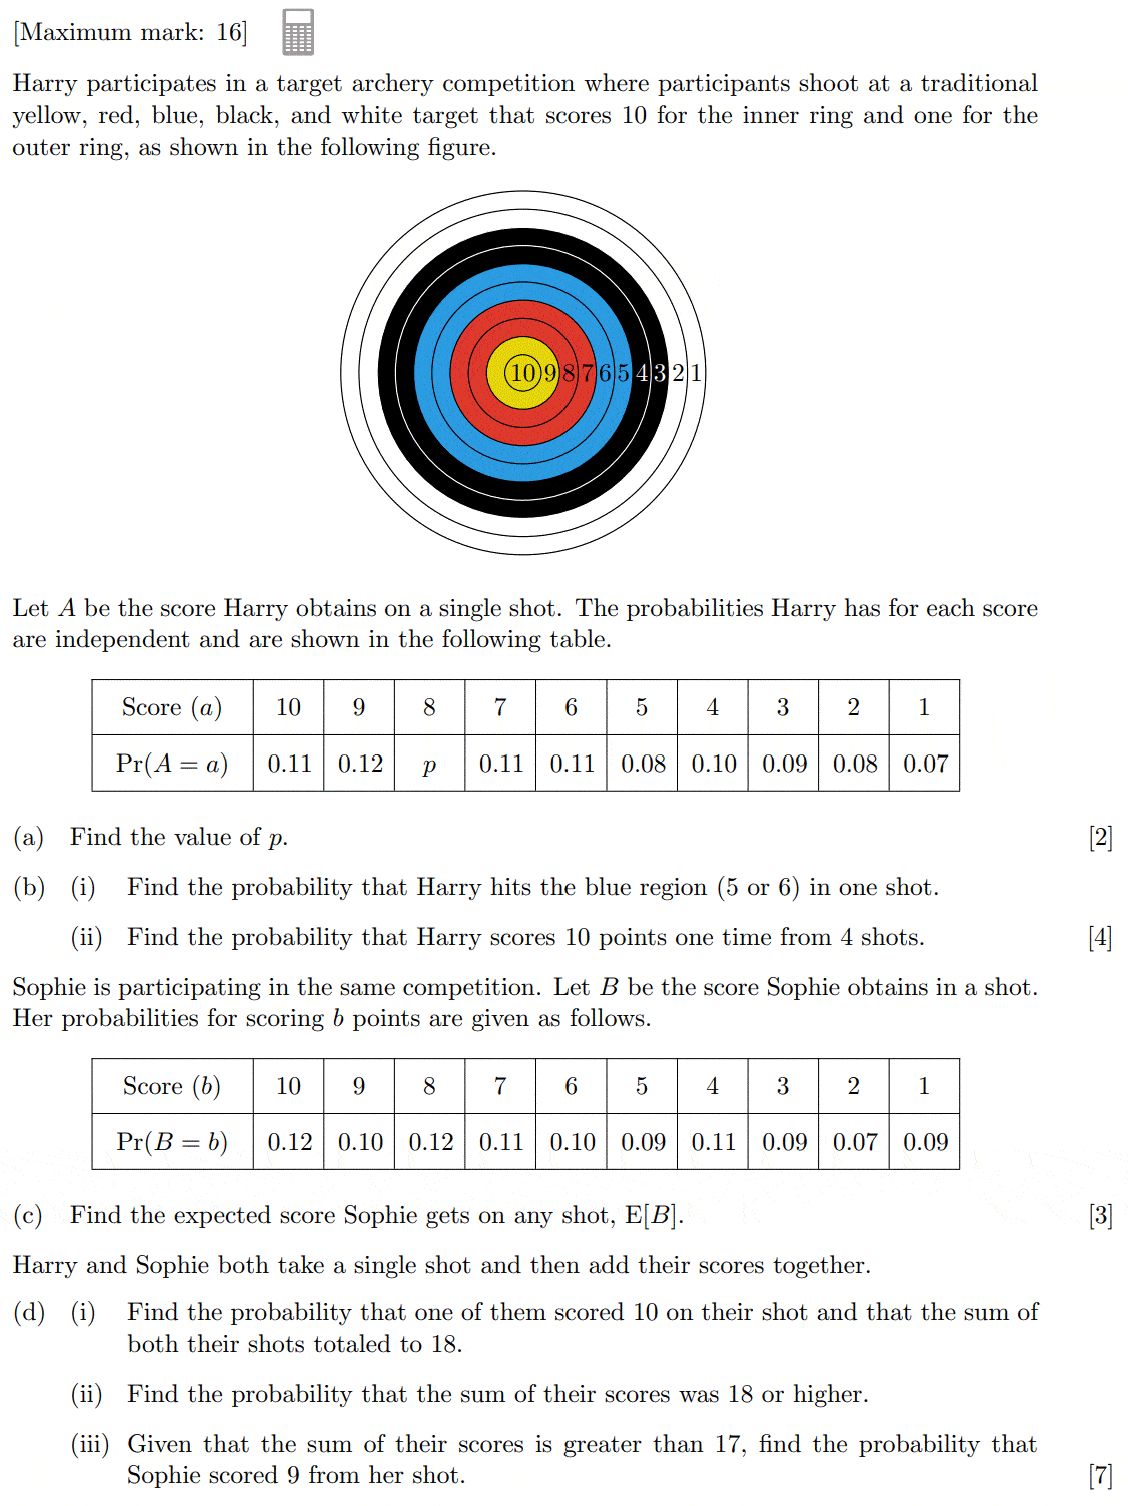 [Maximum mark: 16]
Harry participates in a target archery competition where participants shoot at a traditional
yellow, red, blue, black, and white target that scores 10 for the inner ring and one for the
outer ring, as shown in the following figure.
10 9 8 7 6 5 4 3 2 1
Let A be the score Harry obtains on a single shot. The probabilities Harry has for each score
are independent and are shown in the following table.
Score (a) 10 9 8 7 6 5 4 3 2 1
Pr(A = a) 0.11 0.12 p 0.11 0.11 0.08 0.10 0.09 0.08 0.07
(a) Find the value of p. [2]
(b) (i) Find the probability that Harry hits the blue region (5 or 6) in one shot.
(ii) Find the probability that Harry scores 10 points one time from 4 shots. [4]
Sophie is participating in the same competition. Let B be the score Sophie obtains in a shot.
Her probabilities for scoring b points are given as follows.
Score (b) 10 9 8 7 6 5 4 3 2 1
Pr(B = b) 0.12 0.10 0.12 0.11 0.10 0.09 0.11 0.09 0.07 0.09
(c) Find the expected score Sophie gets on any shot, E[B]. [3]
Harry and Sophie both take a single shot and then add their scores together.
(d) (i) Find the probability that one of them scored 10 on their shot and that the sum of
both their shots totaled to 18.
(ii) Find the probability that the sum of their scores was 18 or higher.
(iii) Given that the sum of their scores is greater than 17, find the probability that
Sophie scored 9 from her shot. [7]